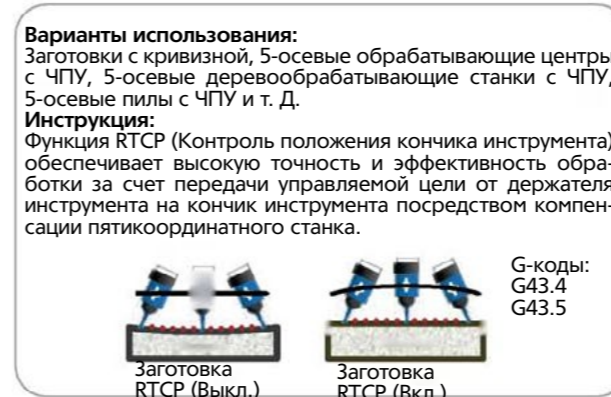 Варианты использования:
Заготовки с кривизной, 5-осевые обрабатывающие центры
с ЧПУ, 5-осевые деревообрабатывающие станки с ЧПУ,
5-осевые пилы с ЧПУ и т. Д.
Инструкция:
Функция RTCP (Контроль положения кончика инструмента)
обеспечивает высокую точность и эффективность обра-
ботки за счет передачи управляемой цели от держателя
инструмента на кончик инструмента посредством компен-
сации пятикоординатного станка.
G-коды:
G43.4
G43.5
Заготовка
RTCP (Выкл.)
Заготовка
RTCP (Вкл.)